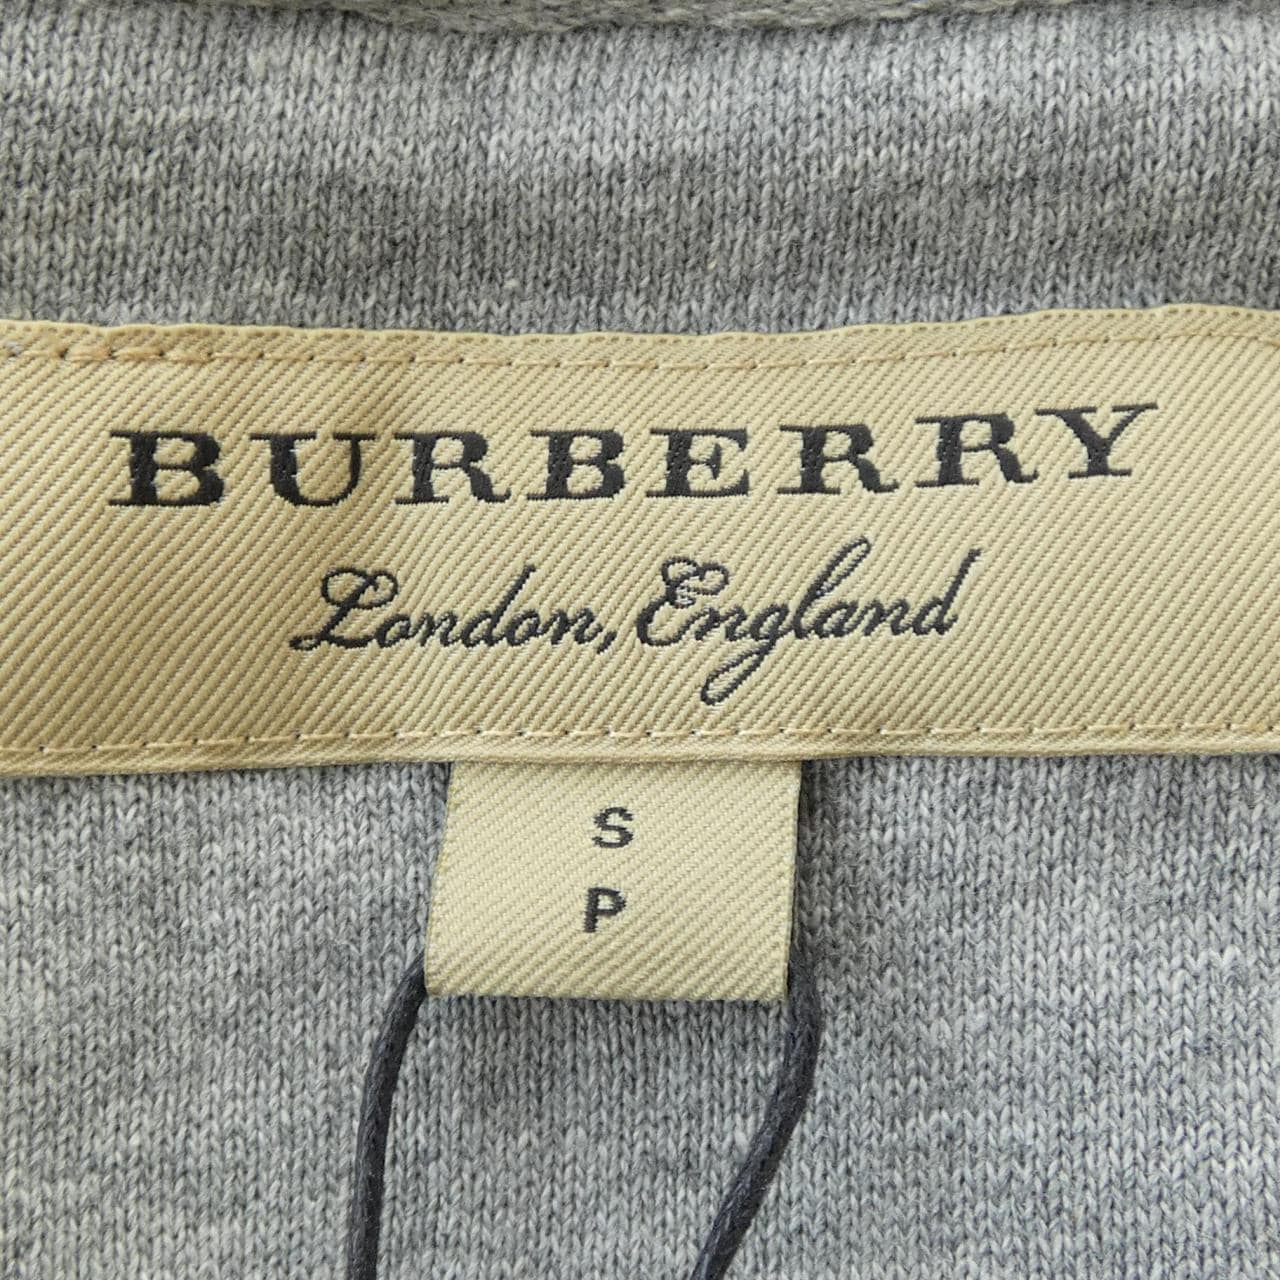 BURBERRY
London, England
S
P